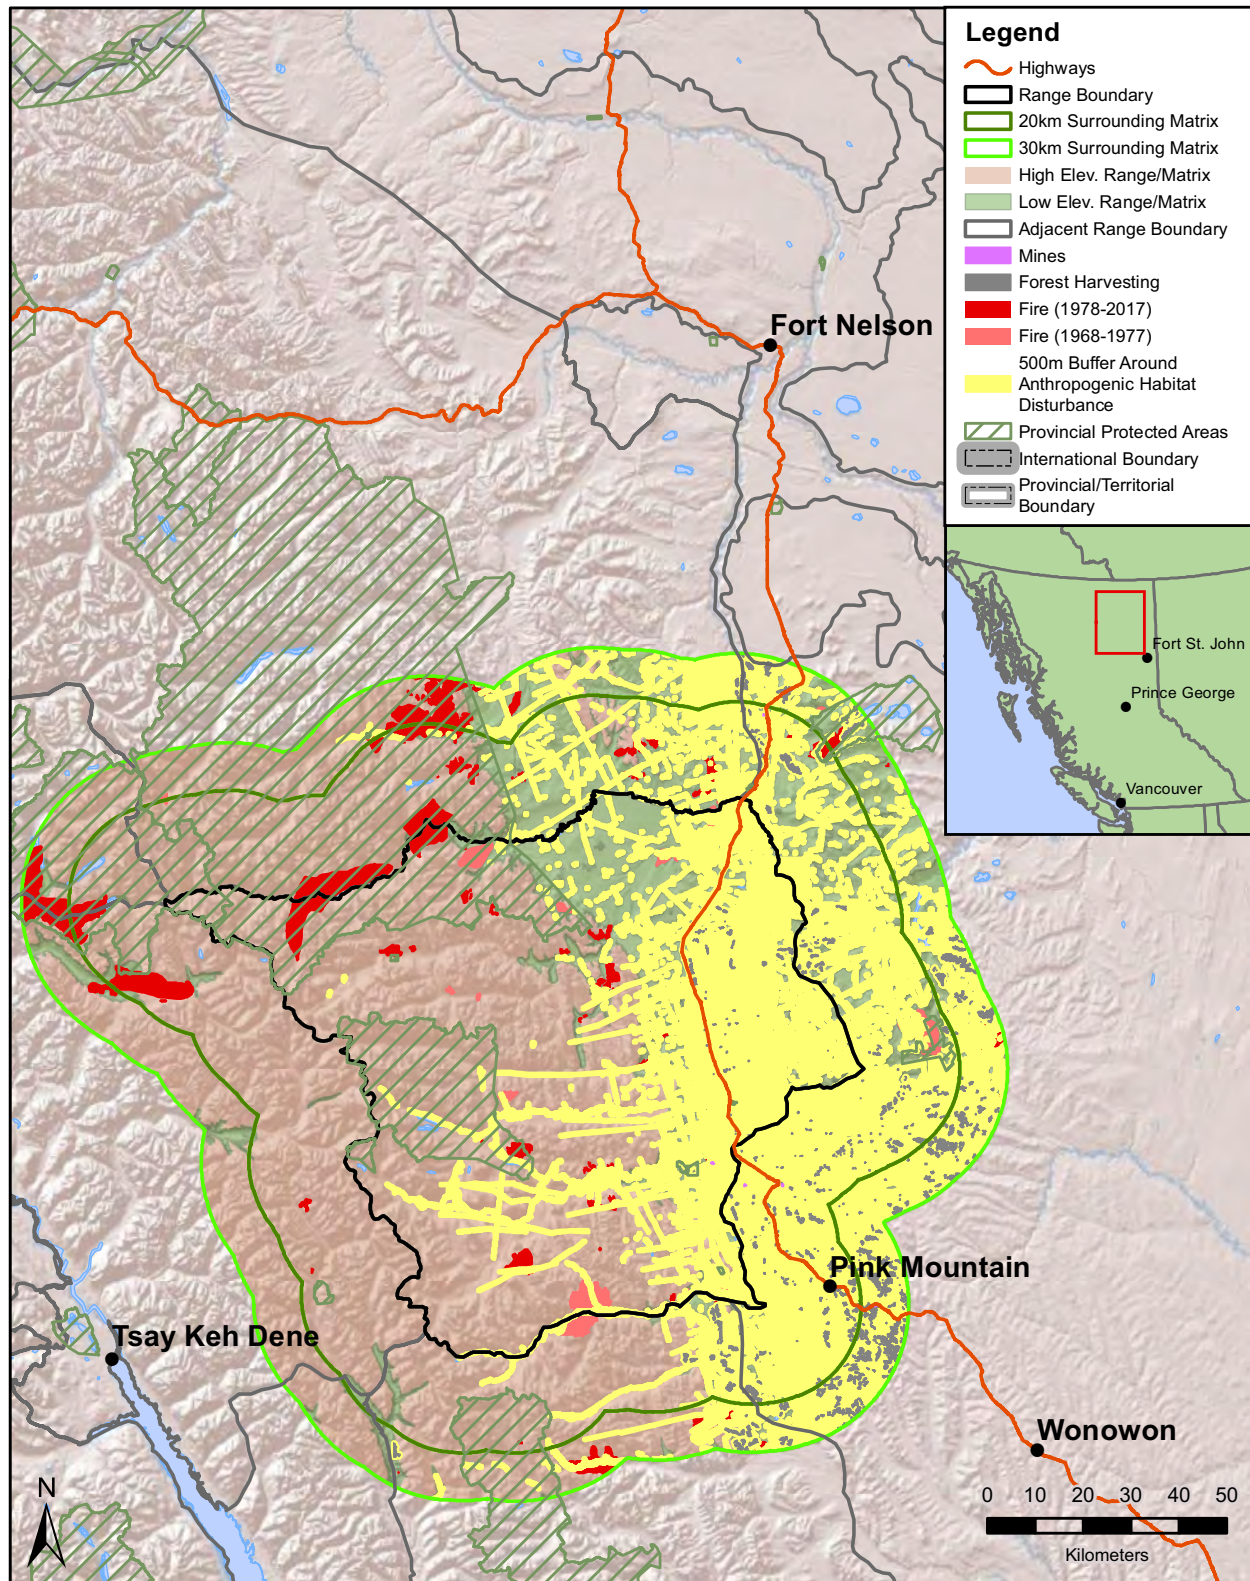 Legend
Highways
Range Boundary
20km Surrounding Matrix
30km Surrounding Matrix
High Elev. Range/Matrix
Low Elev. Range/Matrix
Adjacent Range Boundary
Mines
Forest Harvesting
Fire (1978-2017)
Fire (1968-1977)
500m Buffer Around
Anthropogenic Habitat
Disturbance
Provincial Protected Areas
International Boundary
Provincial/Territorial
Boundary
Fort Nelson
Fort St. John
Prince George
Vancouver
Pink Mountain
Tsay Keh Dene
Wonowon
N
0 10 20 30 40 50
Kilometers